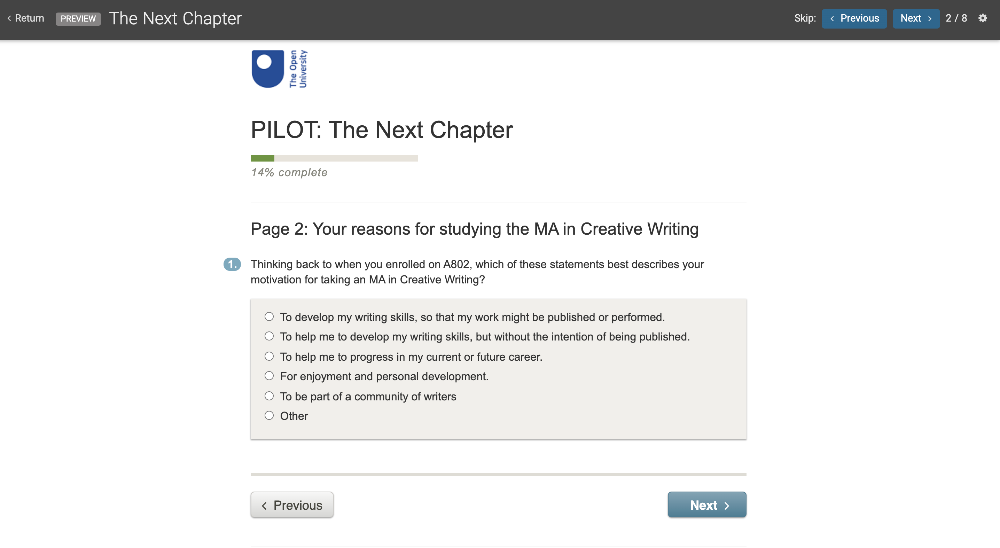 Return PREVIEW The Next Chapter Skip: Previous Next 2 / 8
The Open
University
PILOT: The Next Chapter
14% complete
Page 2: Your reasons for studying the MA in Creative Writing
1. Thinking back to when you enrolled on A802, which of these statements best describes your
motivation for taking an MA in Creative Writing?
To develop my writing skills, so that my work might be published or performed.
To help me to develop my writing skills, but without the intention of being published.
To help me to progress in my current or future career.
For enjoyment and personal development.
To be part of a community of writers
Other
Previous Next